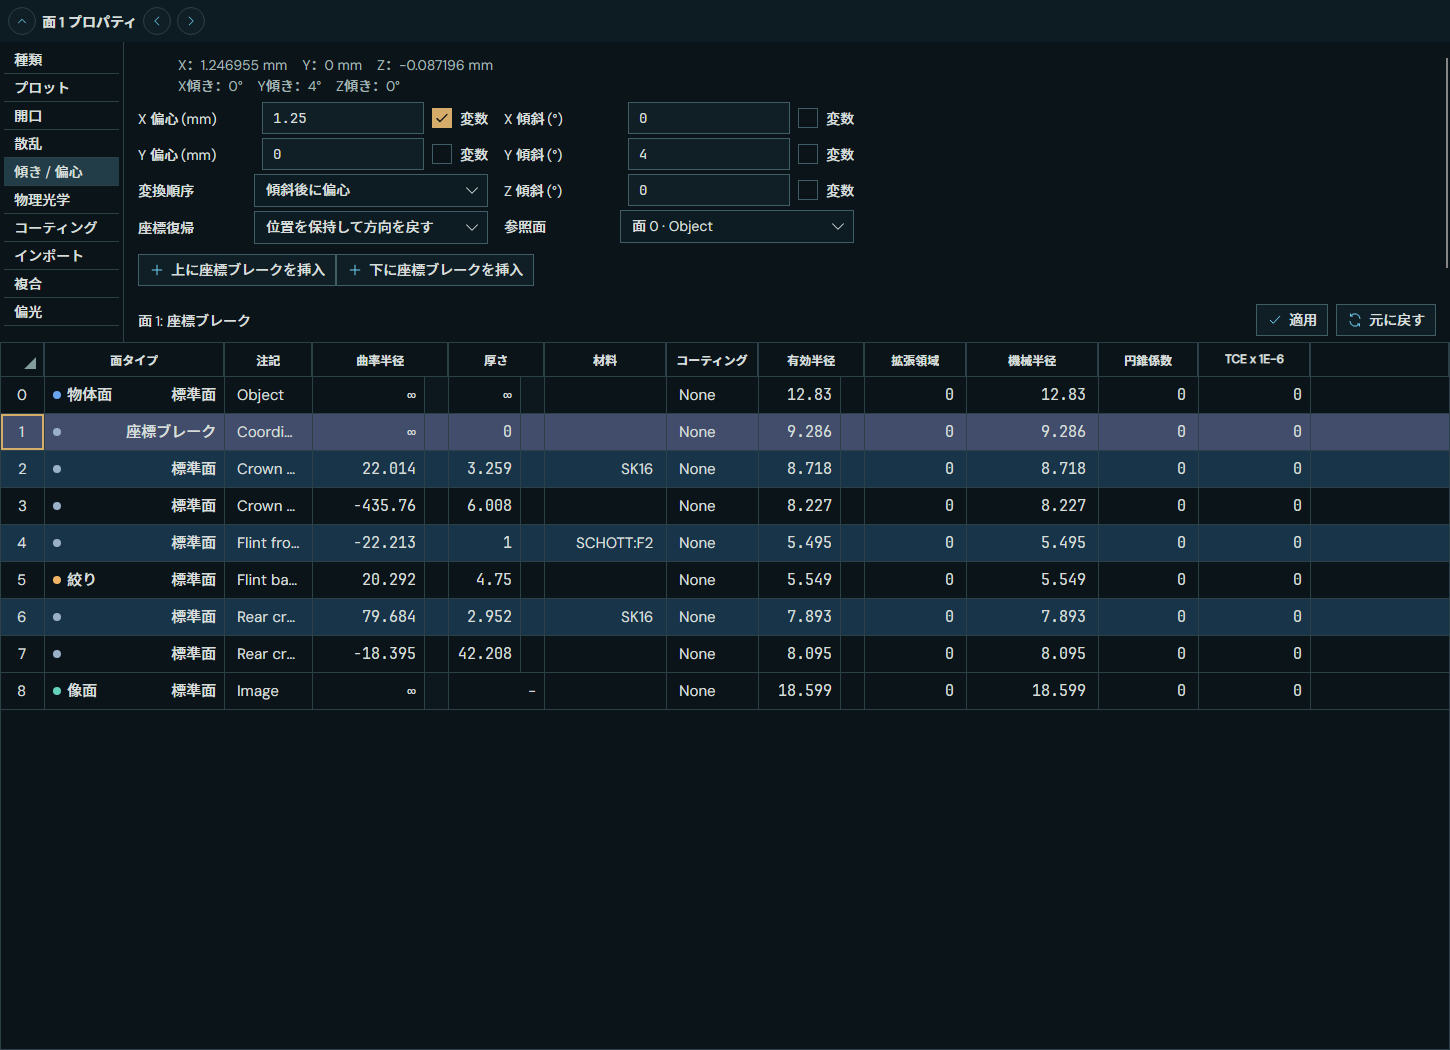 面 1 プロパティ
種類
プロット
開口
散乱
傾き / 偏心
物理光学
コーティング
インポート
複合
偏光
X: 1.246955 mm Y: 0 mm Z: -0.087196 mm
X傾き: 0° Y傾き: 4° Z傾き: 0°
X 偏心 (mm) 1.25 変数 X 傾斜 (°) 0 変数
Y 偏心 (mm) 0 変数 Y 傾斜 (°) 4 変数
変換順序 傾斜後に偏心 Z 傾斜 (°) 0 変数
座標復帰 位置を保持して方向を戻す 参照面 面 0 · Object
上に座標ブレークを挿入 下に座標ブレークを挿入
面 1: 座標ブレーク 適用 元に戻す
面タイプ 注記 曲率半径 厚さ 材料 コーティング 有効半径 拡張領域 機械半径 円錐係数 TCE x 1E-6
0 物体面 標準面 Object ∞ ∞ None 12.83 0 12.83 0 0
1 座標ブレーク Coordi... ∞ 0 None 9.286 0 9.286 0 0
2 標準面 Crown ... 22.014 3.259 SK16 None 8.718 0 8.718 0 0
3 標準面 Crown ... -435.76 6.008 None 8.227 0 8.227 0 0
4 標準面 Flint fro... -22.213 1 SCHOTT:F2 None 5.495 0 5.495 0 0
5 絞り 標準面 Flint ba... 20.292 4.75 None 5.549 0 5.549 0 0
6 標準面 Rear cr... 79.684 2.952 SK16 None 7.893 0 7.893 0 0
7 標準面 Rear cr... -18.395 42.208 None 8.095 0 8.095 0 0
8 像面 標準面 Image ∞ - None 18.599 0 18.599 0 0